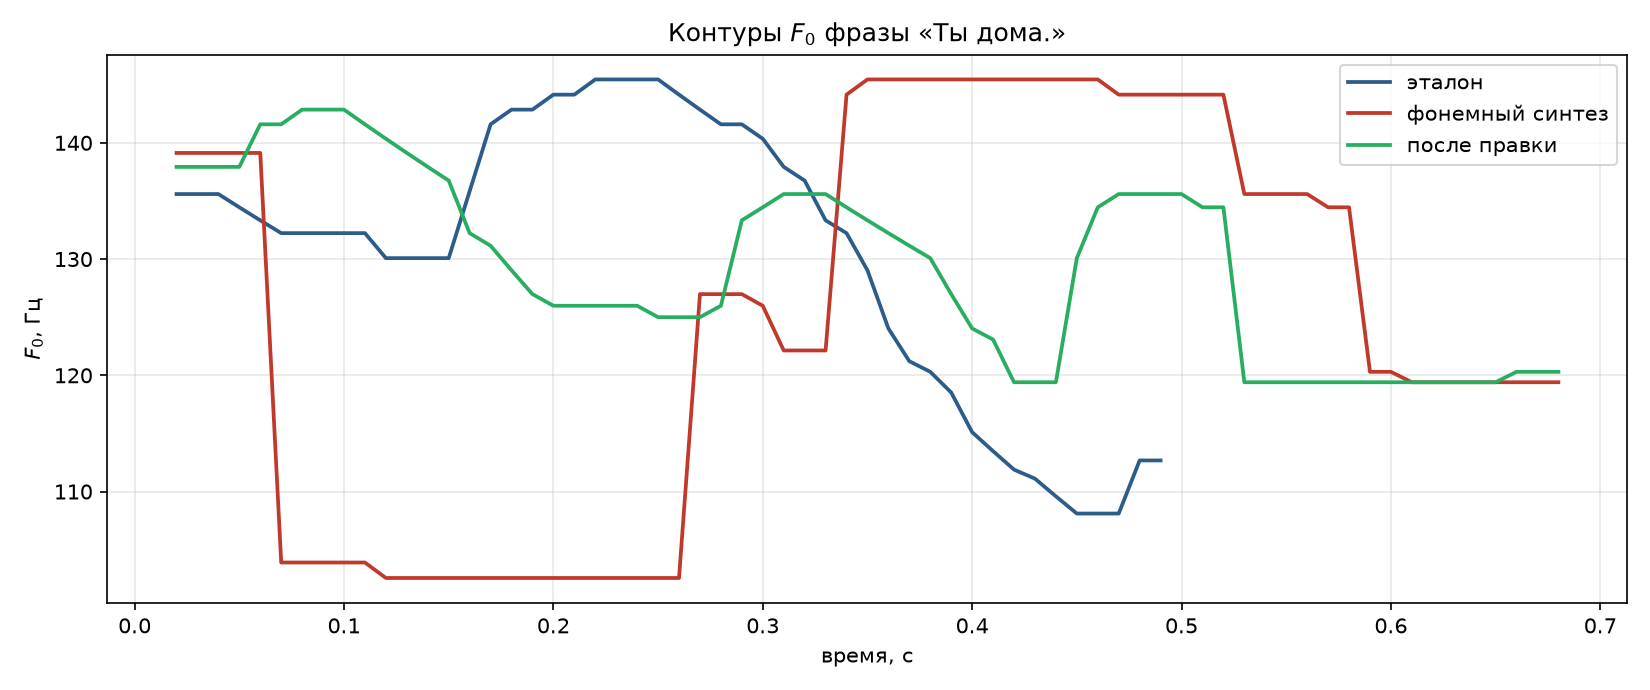 Контуры F₀ фразы «Ты дома.»
эталон
фонемный синтез
после правки
F₀, Гц
140
130
120
110
0.0 0.1 0.2 0.3 0.4 0.5 0.6 0.7
время, с